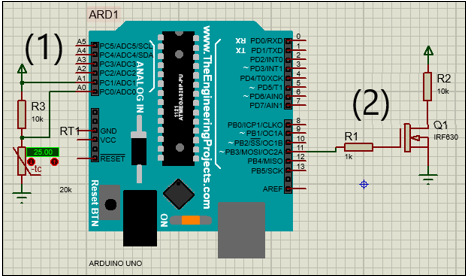 ARD1
(1)
A5
A4
A3
A2
A1
A0
PC5/ADC5/SCL
PC4/ADC4/SDA
PC3/ADC3
PC2/ADC2
PC1/ADC1
PC0/ADC0
ANALOG IN
RESET
GND
VCC
Reset BTN
ON
www.TheEngineeringProjects.com
TX
RX
PD0/RXD
PD1/TXD
PD2/INT0
~ PD3/INT1
PD4/T0/XCK
~ PD5/T1
~ PD6/AIN0
PD7/AIN1
PB0/ICP1/CLKO
~ PB1/OC1A
~ PB2/SS/OC1B
~ PB3/MOSI/OC2A
PB4/MISO
PB5/SCK
AREF
0
1
2
3
4
5
6
7
8
9
10
11
12
13
R3
10k
RT1
25.00
-tc
20k
(2)
R1
1k
R2
10k
Q1
IRF630
ARDUINO UNO